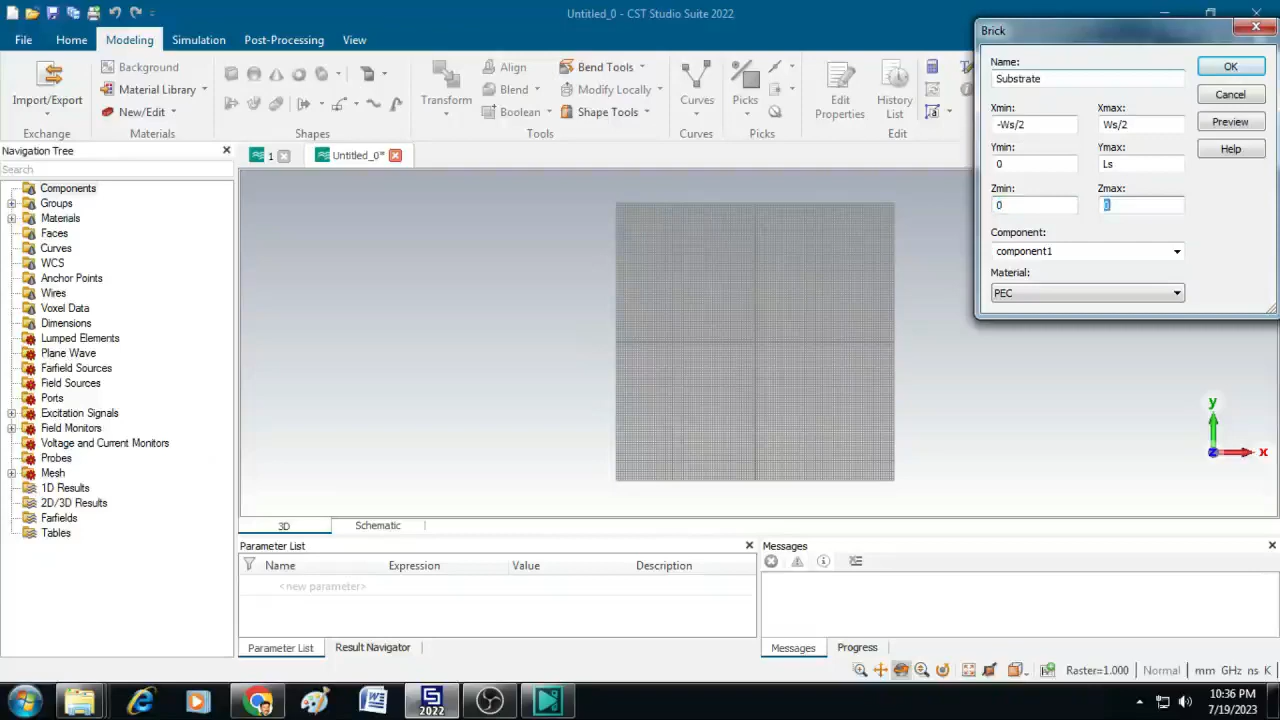 Untitled_0 - CST Studio Suite 2022
File Home Modeling Simulation Post-Processing View
Background
Material Library
New/Edit
Import/Export
Exchange
Materials
Shapes
Transform
Align
Blend
Boolean
Bend Tools
Modify Locally
Shape Tools
Tools
Curves
Curves
Picks
Picks
Edit
Properties
History
List
Edit
Brick
Name:
Substrate
OK
Cancel
Preview
Help
Xmin: Xmax:
-Ws/2 Ws/2
Ymin: Ymax:
0 Ls
Zmin Zmax:
0
Component:
component1
Material:
PEC
Navigation Tree
Search
Components
Groups
Materials
Faces
Curves
WCS
Anchor Points
Wires
Voxel Data
Dimensions
Lumped Elements
Plane Wave
Farfield Sources
Field Sources
Ports
Excitation Signals
Field Monitors
Voltage and Current Monitors
Probes
Mesh
1D Results
2D/3D Results
Farfields
Tables
1 Untitled_0*
y
z x
3D Schematic
Parameter List
Name Expression Value Description
<new parameter>
Parameter List Result Navigator
Messages
Messages Progress
Raster=1.000 Normal mm GHz ns K
2022
10:36 PM
7/19/2023